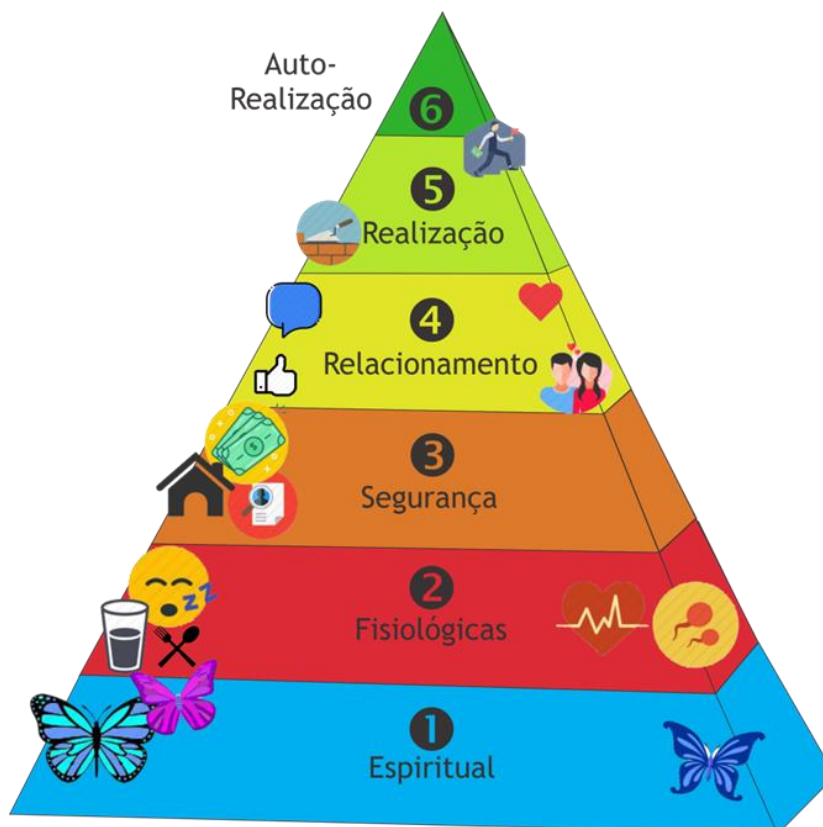 Auto-
Realização
6
5
Realização
4
Relacionamento
3
Segurança
2
Fisiológicas
1
Espiritual